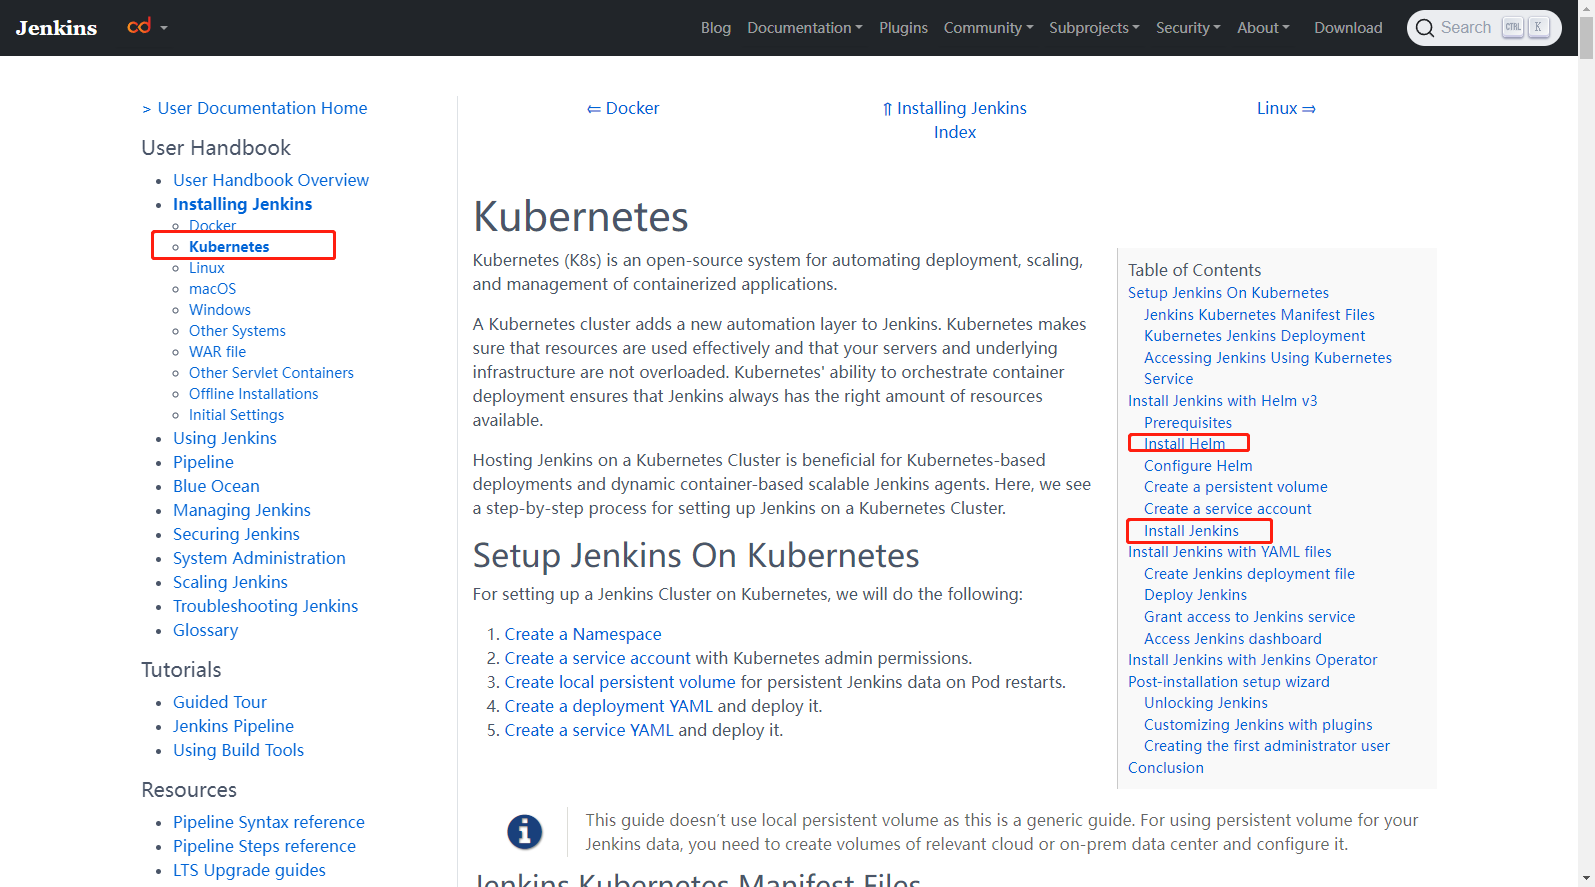 Jenkins
cd
Blog
Documentation
Plugins
Community
Subprojects
Security
About
Download
Search
CTRL
K
> User Documentation Home
User Handbook
User Handbook Overview
Installing Jenkins
Docker
Kubernetes
Linux
macOS
Windows
Other Systems
WAR file
Other Servlet Containers
Offline Installations
Initial Settings
Using Jenkins
Pipeline
Blue Ocean
Managing Jenkins
Securing Jenkins
System Administration
Scaling Jenkins
Troubleshooting Jenkins
Glossary
Tutorials
Guided Tour
Jenkins Pipeline
Using Build Tools
Resources
Pipeline Syntax reference
Pipeline Steps reference
LTS Upgrade guides
⇐ Docker
⇑ Installing Jenkins
Index
Linux ⇒
Kubernetes
Kubernetes (K8s) is an open-source system for automating deployment, scaling,
and management of containerized applications.
A Kubernetes cluster adds a new automation layer to Jenkins. Kubernetes makes
sure that resources are used effectively and that your servers and underlying
infrastructure are not overloaded. Kubernetes' ability to orchestrate container
deployment ensures that Jenkins always has the right amount of resources
available.
Hosting Jenkins on a Kubernetes Cluster is beneficial for Kubernetes-based
deployments and dynamic container-based scalable Jenkins agents. Here, we see
a step-by-step process for setting up Jenkins on a Kubernetes Cluster.
Setup Jenkins On Kubernetes
For setting up a Jenkins Cluster on Kubernetes, we will do the following:
1. Create a Namespace
2. Create a service account with Kubernetes admin permissions.
3. Create local persistent volume for persistent Jenkins data on Pod restarts.
4. Create a deployment YAML and deploy it.
5. Create a service YAML and deploy it.
Table of Contents
Setup Jenkins On Kubernetes
Jenkins Kubernetes Manifest Files
Kubernetes Jenkins Deployment
Accessing Jenkins Using Kubernetes
Service
Install Jenkins with Helm v3
Prerequisites
Install Helm
Configure Helm
Create a persistent volume
Create a service account
Install Jenkins
Install Jenkins with YAML files
Create Jenkins deployment file
Deploy Jenkins
Grant access to Jenkins service
Access Jenkins dashboard
Install Jenkins with Jenkins Operator
Post-installation setup wizard
Unlocking Jenkins
Customizing Jenkins with plugins
Creating the first administrator user
Conclusion
This guide doesn’t use local persistent volume as this is a generic guide. For using persistent volume for your
Jenkins data, you need to create volumes of relevant cloud or on-prem data center and configure it.
Jenkins Kubernetes Manifest Files